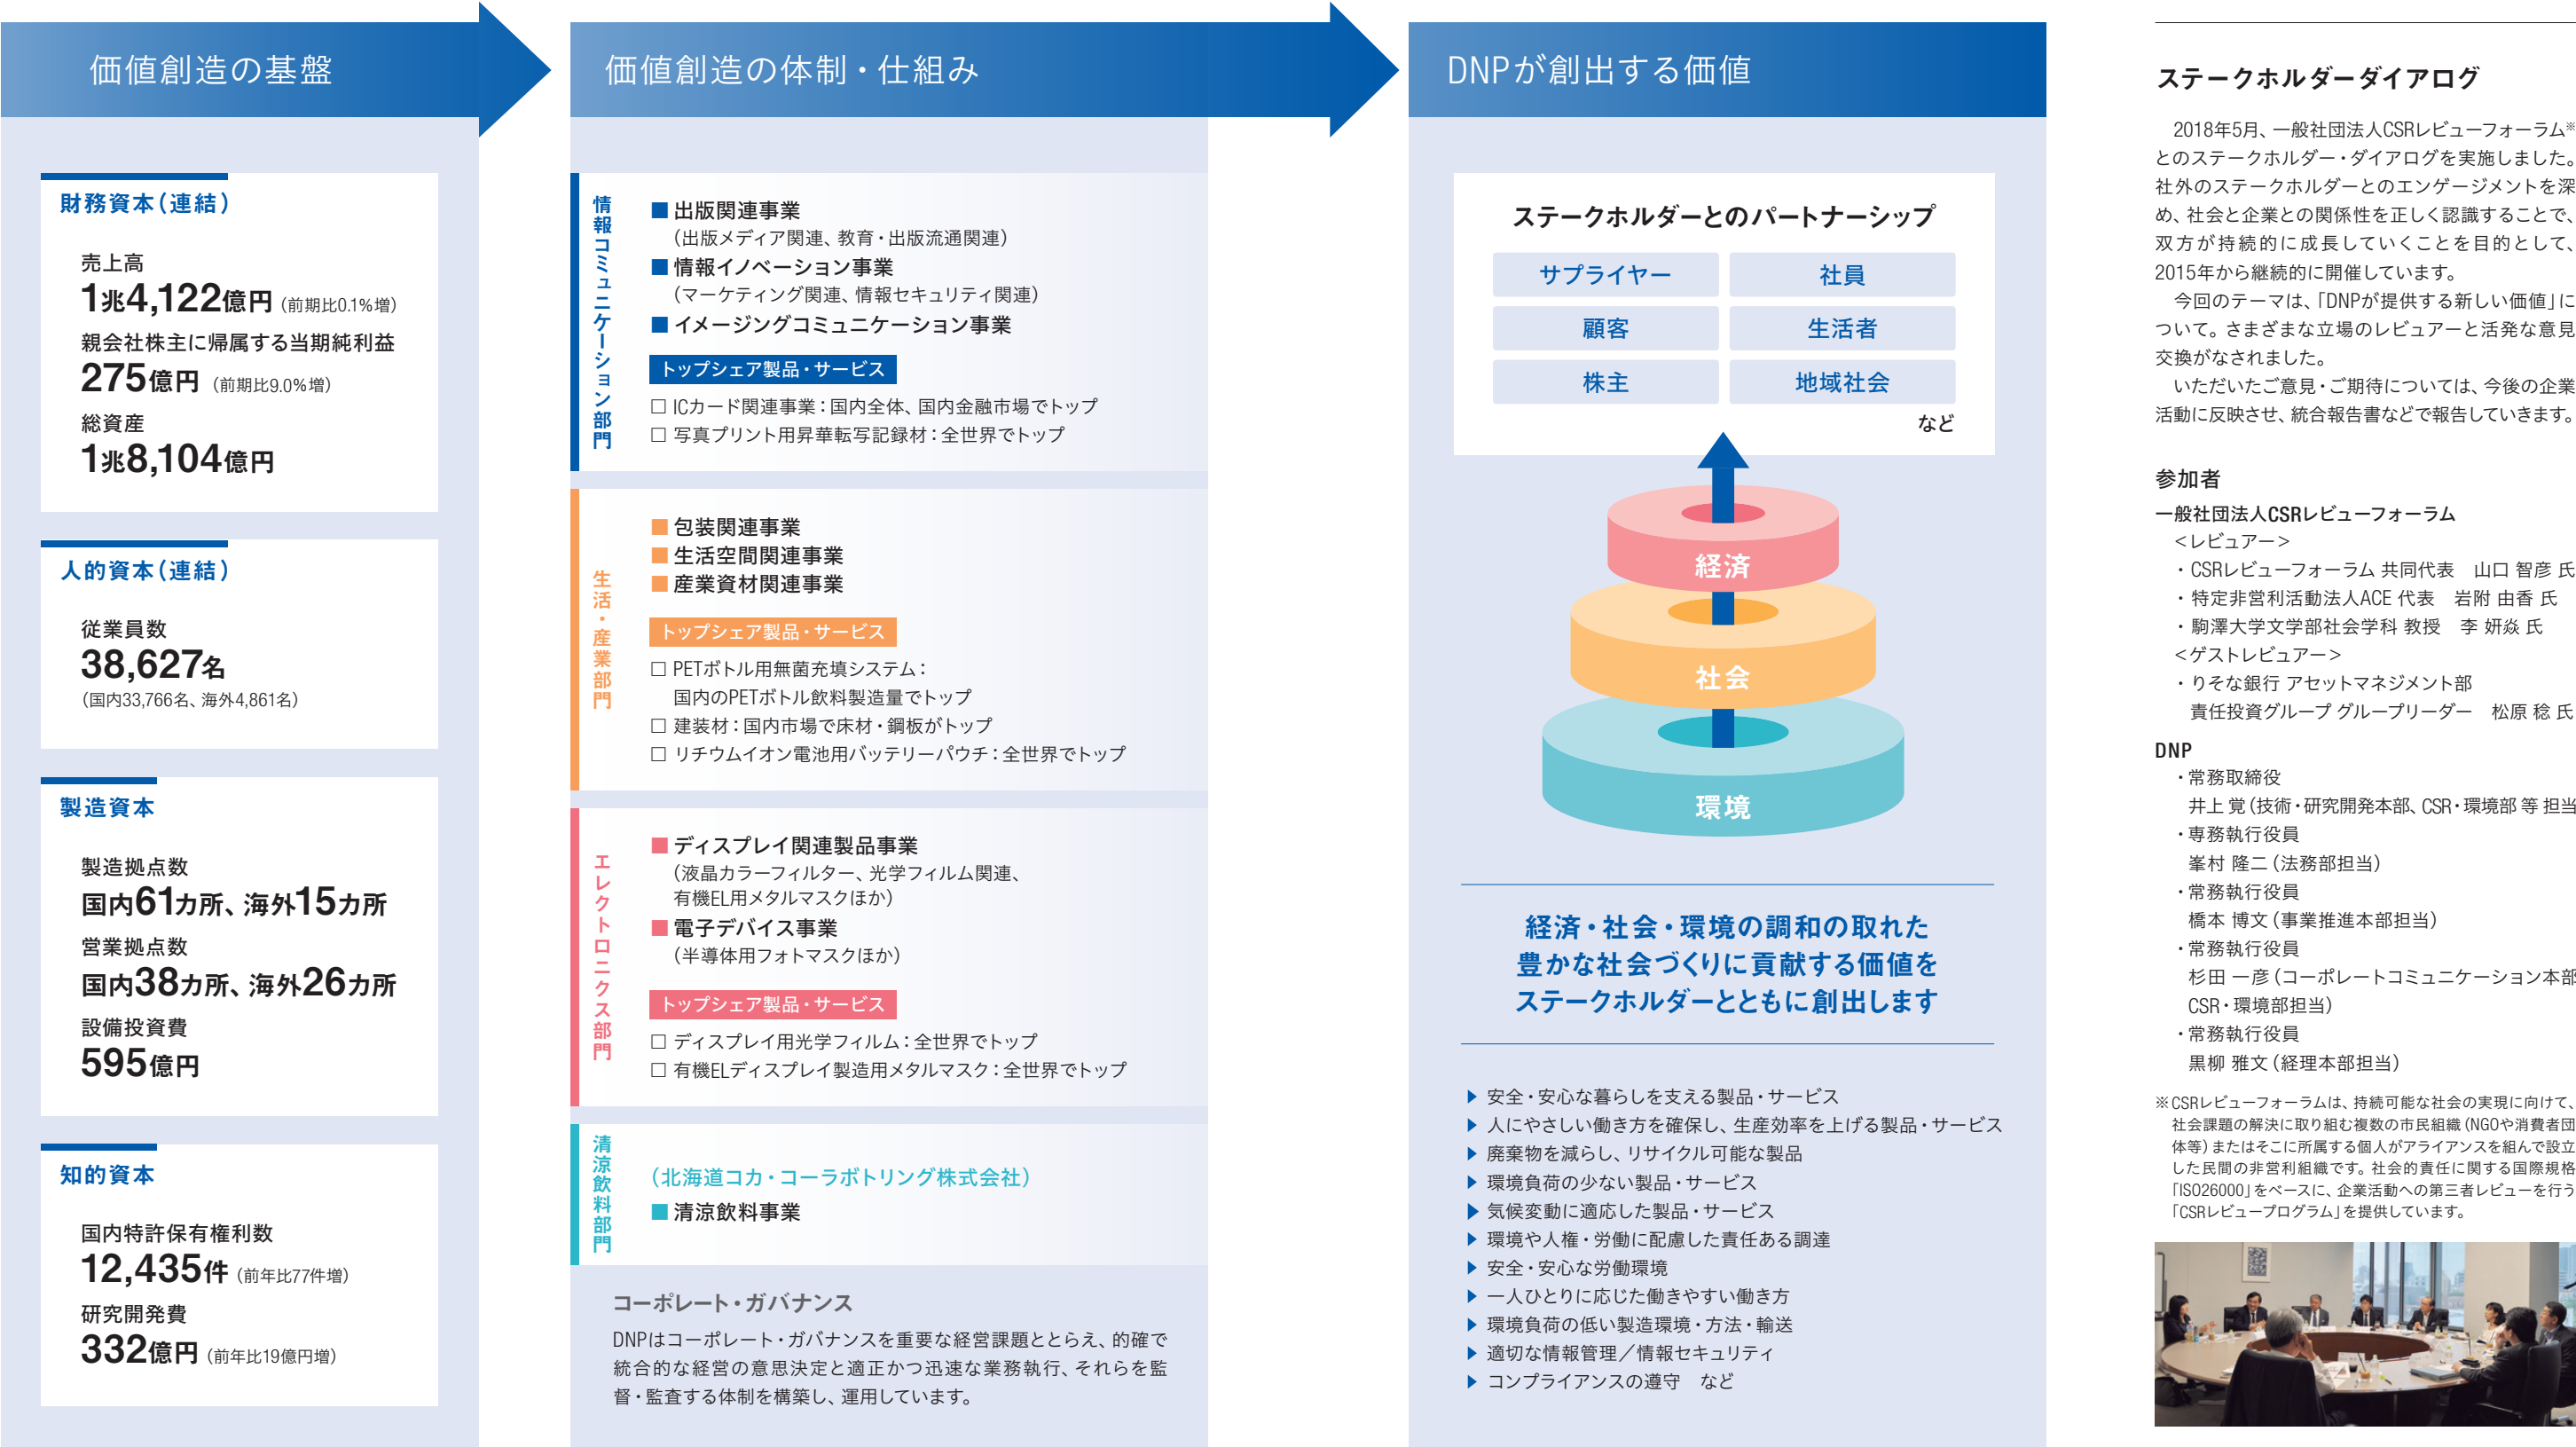 価値創造の基盤
財務資本(連結)
売上高
1兆4,122億円(前期比0.1%増)
親会社株主に帰属する当期純利益
275億円(前期比9.0%増)
総資産
1兆8,104億円
人的資本(連結)
従業員数
38,627名
(国内33,766名、海外4,861名)
製造資本
製造拠点数
国内61カ所、海外15カ所
営業拠点数
国内38カ所、海外26カ所
設備投資費
595億円
知的資本
国内特許保有権利数
12,435件(前年比77件増)
研究開発費
332億円(前年比19億円増)
価値創造の体制・仕組み
情報コミュニケーション部門
■出版関連事業
(出版メディア関連、教育・出版流通関連)
■情報イノベーション事業
(マーケティング関連、情報セキュリティ関連)
■イメージングコミュニケーション事業
トップシェア製品・サービス
□ ICカード関連事業:国内全体、国内金融市場でトップ
□ 写真プリント用昇華転写記録材:全世界でトップ
生活・産業部門
■包装関連事業
■生活空間関連事業
■産業資材関連事業
トップシェア製品・サービス
□ PETボトル用無菌充填システム:
国内のPETボトル飲料製造量でトップ
□ 建装材:国内市場で床材・鋼板がトップ
□ リチウムイオン電池用バッテリーパウチ:全世界でトップ
エレクトロニクス部門
■ディスプレイ関連製品事業
(液晶カラーフィルター、光学フィルム関連、
有機EL用メタルマスクほか)
■電子デバイス事業
(半導体用フォトマスクほか)
トップシェア製品・サービス
□ ディスプレイ用光学フィルム:全世界でトップ
□ 有機ELディスプレイ製造用メタルマスク:全世界でトップ
清涼飲料部門
(北海道コカ・コーラボトリング株式会社)
■清涼飲料事業
コーポレート・ガバナンス
DNPはコーポレート・ガバナンスを重要な経営課題ととらえ、的確で
統合的な経営の意思決定と適正かつ迅速な業務執行、それらを監
督・監査する体制を構築し、運用しています。
DNPが創出する価値
ステークホルダーとのパートナーシップ
サプライヤー 社員
顧客 生活者
株主 地域社会
など
経済
社会
環境
経済・社会・環境の調和の取れた
豊かな社会づくりに貢献する価値を
ステークホルダーとともに創出します
▶ 安全・安心な暮らしを支える製品・サービス
▶ 人にやさしい働き方を確保し、生産効率を上げる製品・サービス
▶ 廃棄物を減らし、リサイクル可能な製品
▶ 環境負荷の少ない製品・サービス
▶ 気候変動に適応した製品・サービス
▶ 環境や人権・労働に配慮した責任ある調達
▶ 安全・安心な労働環境
▶ 一人ひとりに応じた働きやすい働き方
▶ 環境負荷の低い製造環境・方法・輸送
▶ 適切な情報管理/情報セキュリティ
▶ コンプライアンスの遵守 など
ステークホルダーダイアログ
2018年5月、一般社団法人CSRレビューフォーラム※
とのステークホルダー・ダイアログを実施しました。
社外のステークホルダーとのエンゲージメントを深
め、社会と企業との関係性を正しく認識することで、
双方が持続的に成長していくことを目的として、
2015年から継続的に開催しています。
今回のテーマは、「DNPが提供する新しい価値」に
ついて。さまざまな立場のレビュアーと活発な意見
交換がなされました。
いただいたご意見・ご期待については、今後の企業
活動に反映させ、統合報告書などで報告していきます。
参加者
一般社団法人CSRレビューフォーラム
<レビュアー>
・CSRレビューフォーラム 共同代表 山口 智彦 氏
・特定非営利活動法人ACE 代表 岩附 由香 氏
・駒澤大学文学部社会学科 教授 李 妍焱 氏
<ゲストレビュアー>
・りそな銀行 アセットマネジメント部
責任投資グループ グループリーダー 松原 稔 氏
DNP
・常務取締役
井上 覚(技術・研究開発本部、CSR・環境部 等 担当
・専務執行役員
峯村 隆二(法務部担当)
・常務執行役員
橋本 博文(事業推進本部担当)
・常務執行役員
杉田 一彦(コーポレートコミュニケーション本部
CSR・環境部担当)
・常務執行役員
黒柳 雅文(経理本部担当)
※CSRレビューフォーラムは、持続可能な社会の実現に向けて、
社会課題の解決に取り組む複数の市民組織(NGOや消費者団
体等)またはそこに所属する個人がアライアンスを組んで設立
した民間の非営利組織です。社会的責任に関する国際規格
「ISO26000」をベースに、企業活動への第三者レビューを行う
「CSRレビュープログラム」を提供しています。